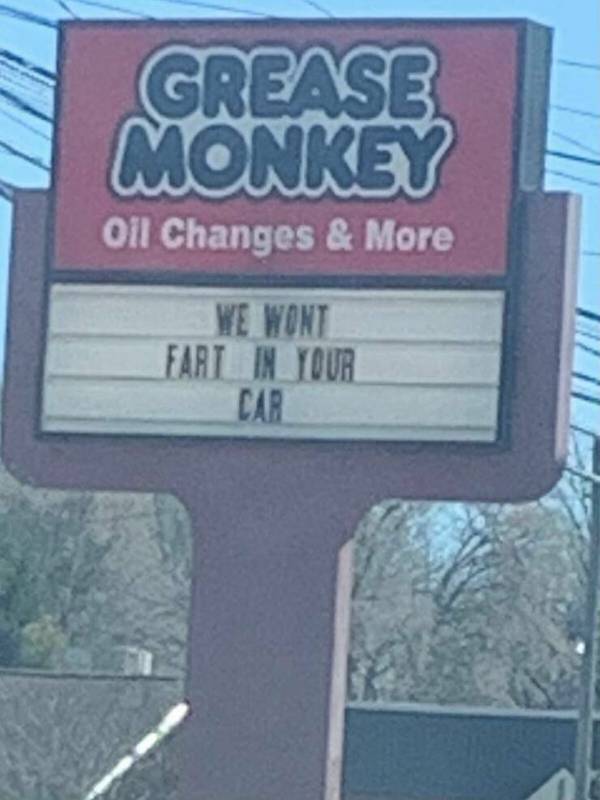 GREASE
MONKEY
Oil Changes & More
WE WONT
FART IN YOUR
CAR